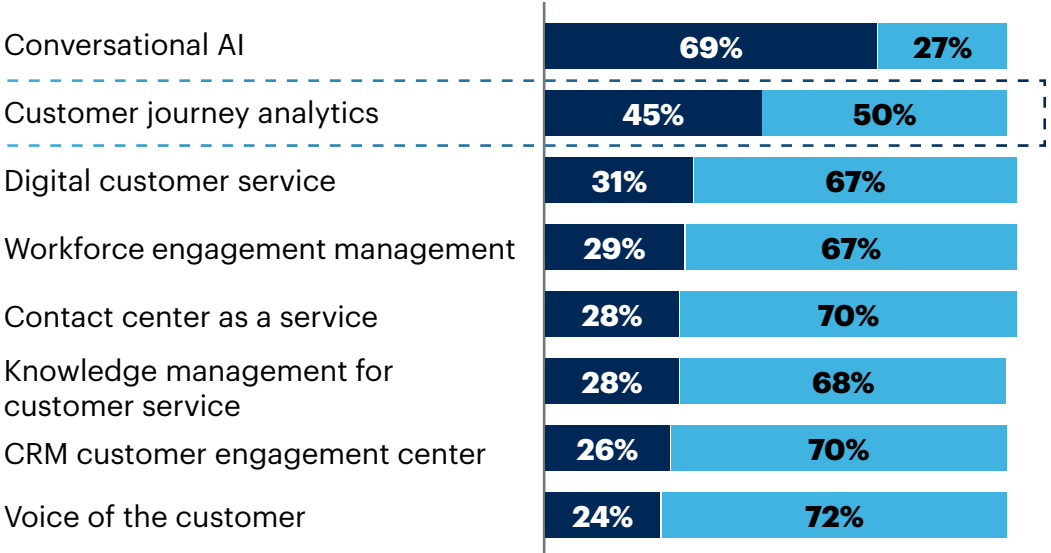 Conversational AI 69% 27%
Customer journey analytics 45% 50%
Digital customer service 31% 67%
Workforce engagement management 29% 67%
Contact center as a service 28% 70%
Knowledge management for
customer service 28% 68%
CRM customer engagement center 26% 70%
Voice of the customer 24% 72%